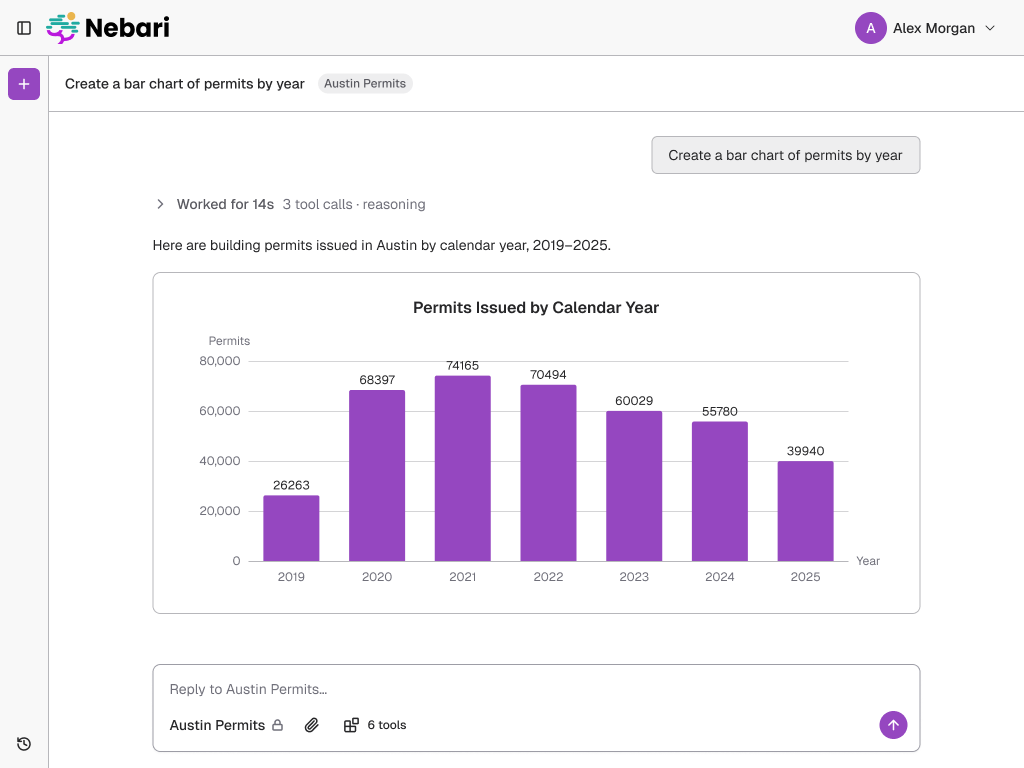 Nebari
A
Alex Morgan
Create a bar chart of permits by year
Austin Permits
Create a bar chart of permits by year
Worked for 14s 3 tool calls · reasoning
Here are building permits issued in Austin by calendar year, 2019–2025.
Permits Issued by Calendar Year
Permits
80,000
60,000
40,000
20,000
0
26263
68397
74165
70494
60029
55780
39940
2019
2020
2021
2022
2023
2024
2025
Year
Reply to Austin Permits...
Austin Permits
6 tools